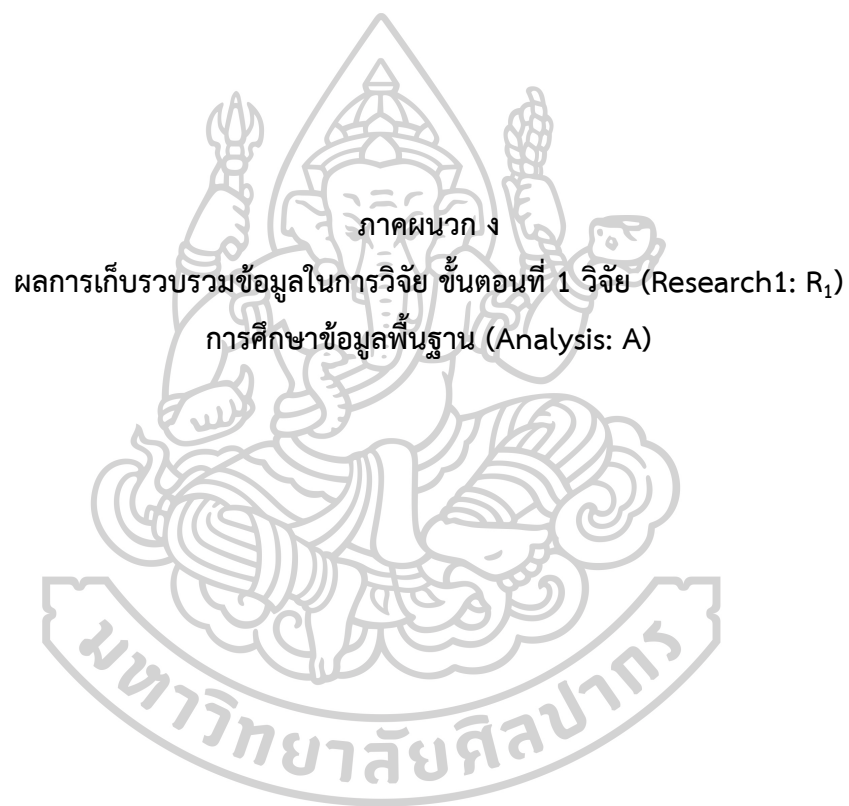 ภาคผนวก ง
ผลการเก็บรวบรวมข้อมูลในการวิจัย ขั้นตอนที่ 1 วิจัย (Research1: R₁)
การศึกษาข้อมูลพื้นฐาน (Analysis: A)
มหาวิทยาลัยศิลปากร